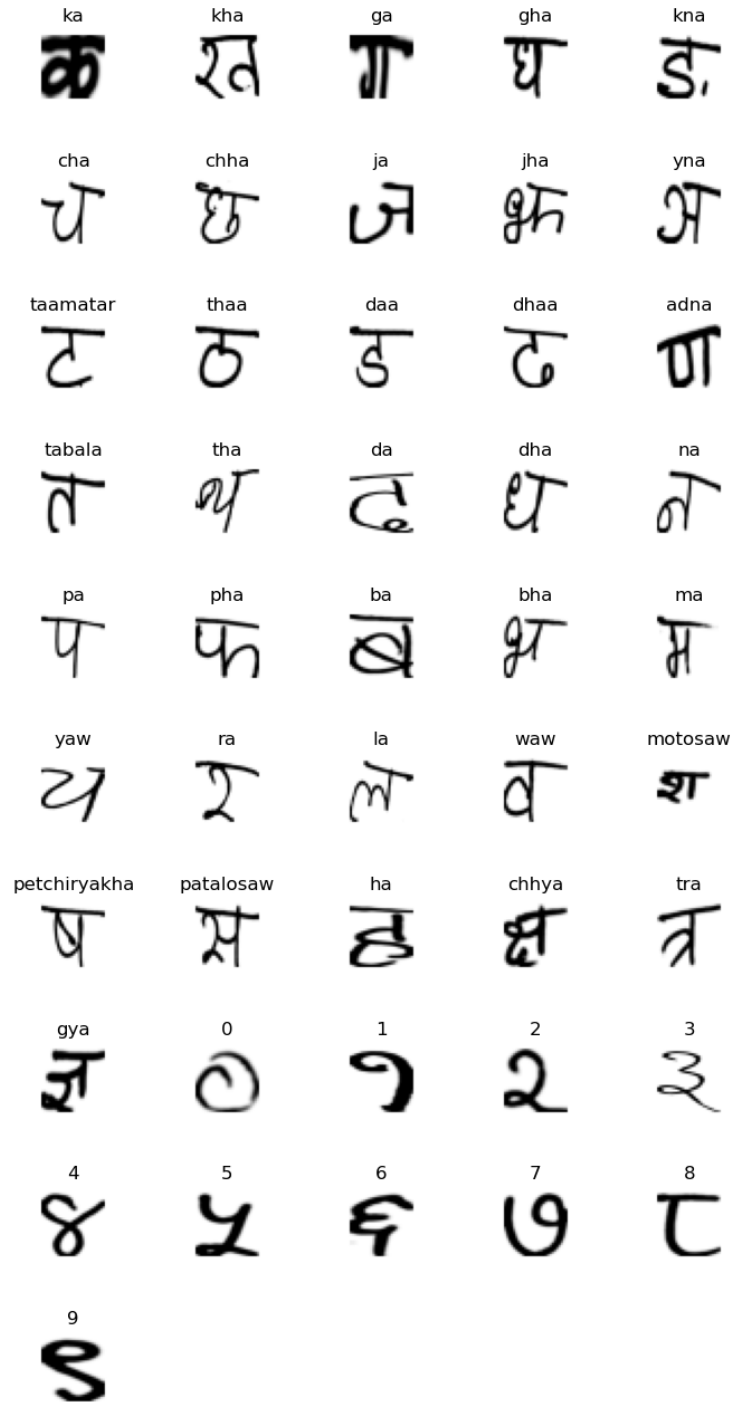 ka kha ga gha kna
क ख ग घ ङ
cha chha ja jha yna
च छ ज झ ञ
taamatar thaa daa dhaa adna
ट ठ ड ढ ण
tabala tha da dha na
त थ द ध न
pa pha ba bha ma
प फ ब भ म
yaw ra la waw motosaw
य र ल व श
petchiryakha patalosaw ha chhya tra
ष स ह क्ष त्र
gya 0 1 2 3
ज्ञ ० १ २ ३
4 5 6 7 8
४ ५ ६ ७ ८
9
९